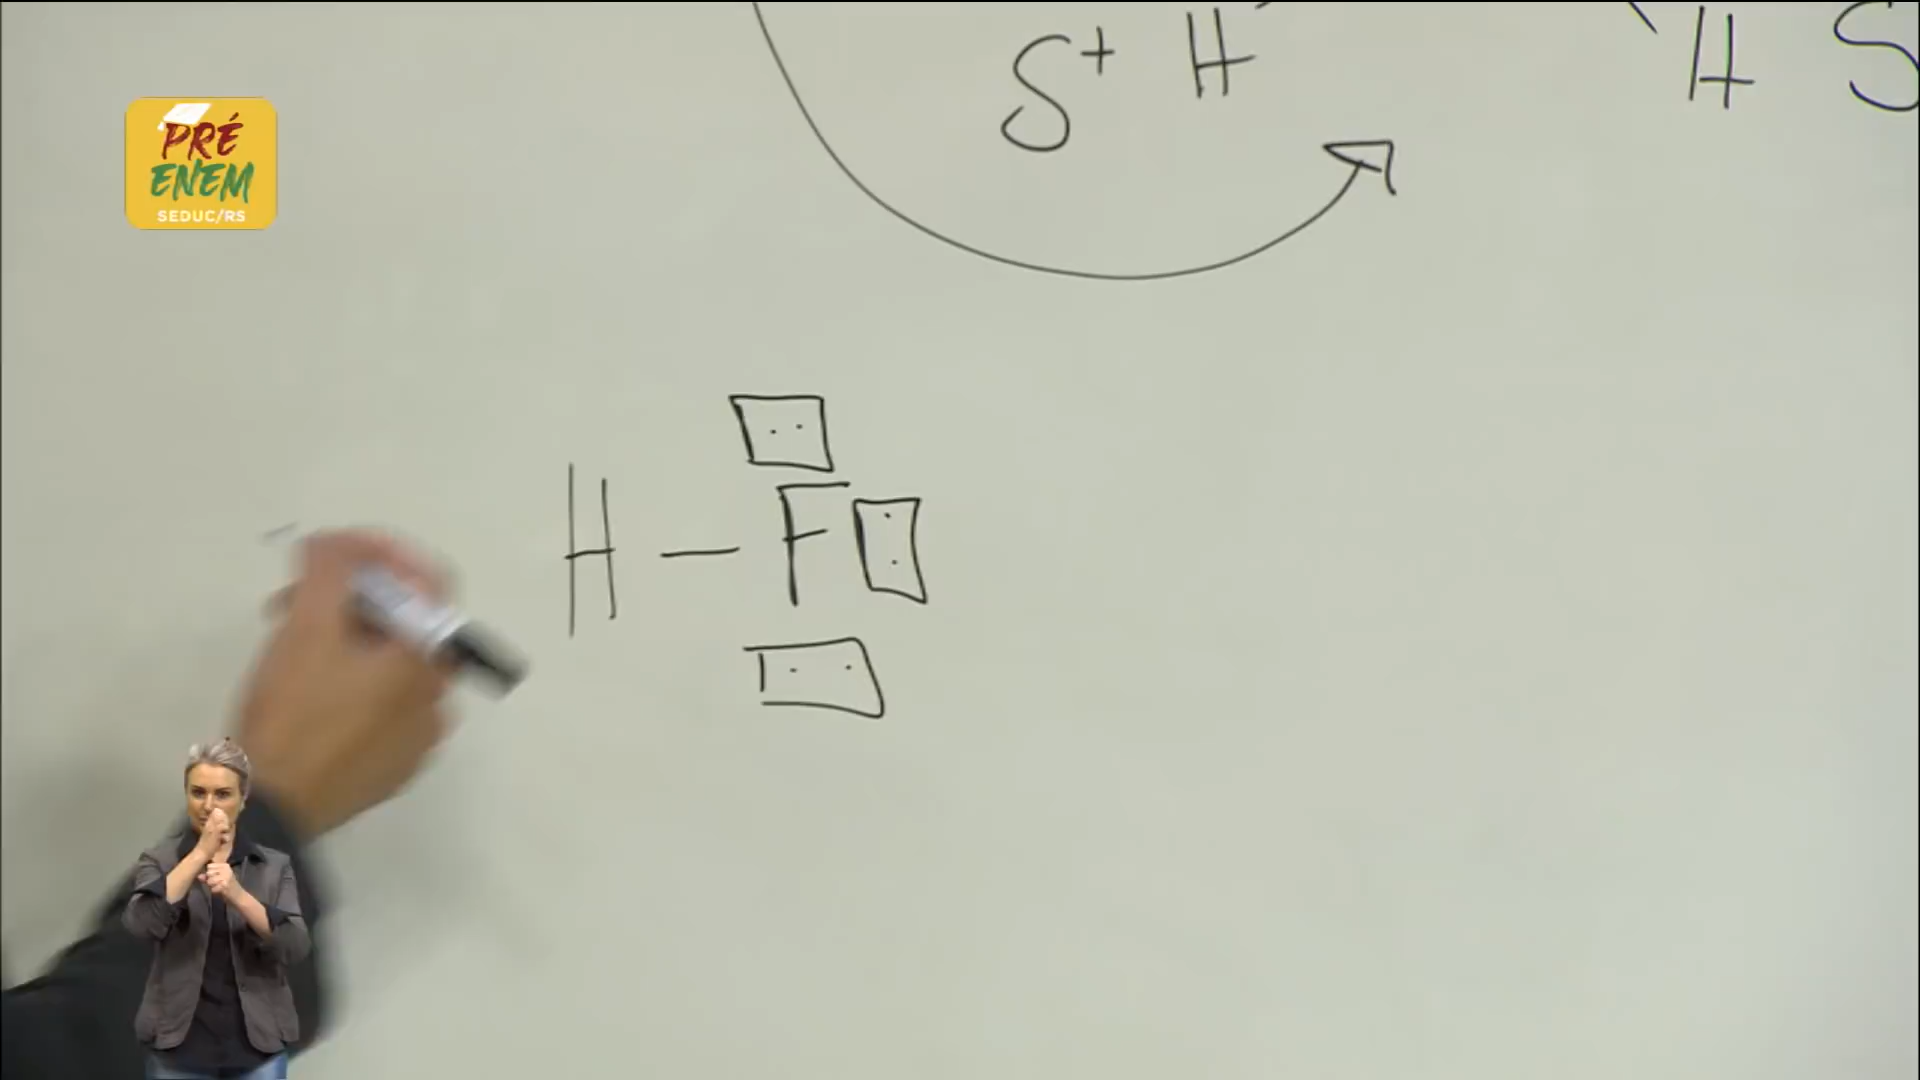 PRÉ
ENEM
SEDUC/RS
S+ H
H S
H — F